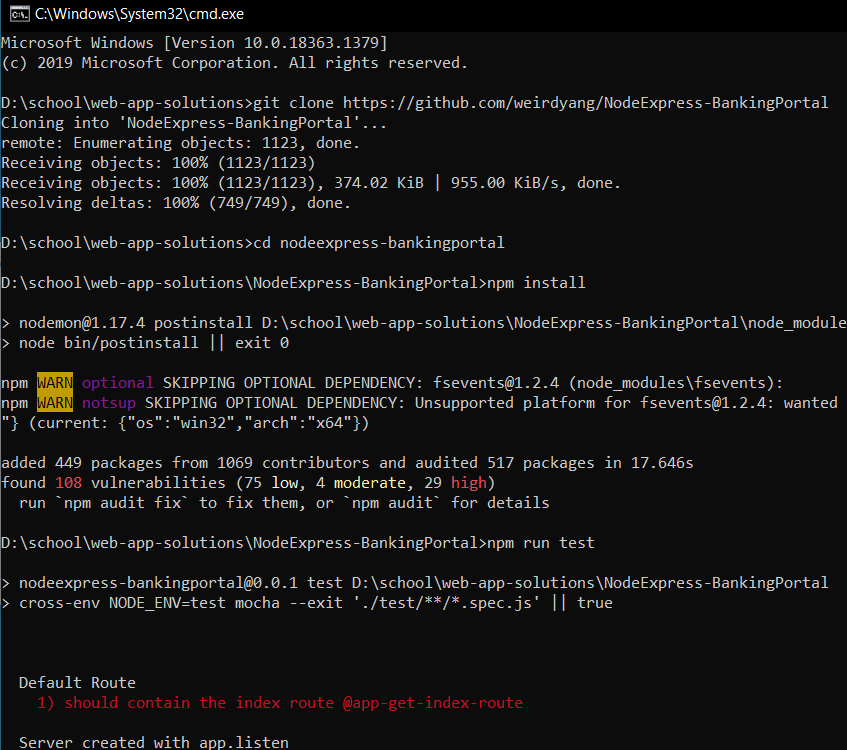 C:\Windows\System32\cmd.exe
Microsoft Windows [Version 10.0.18363.1379]
(c) 2019 Microsoft Corporation. All rights reserved.
D:\school\web-app-solutions>git clone https://github.com/weirdyang/NodeExpress-BankingPortal
Cloning into 'NodeExpress-BankingPortal'...
remote: Enumerating objects: 1123, done.
Receiving objects: 100% (1123/1123)
Receiving objects: 100% (1123/1123), 374.02 KiB | 955.00 KiB/s, done.
Resolving deltas: 100% (749/749), done.
D:\school\web-app-solutions>cd nodeexpress-bankingportal
D:\school\web-app-solutions\NodeExpress-BankingPortal>npm install
> nodemon@1.17.4 postinstall D:\school\web-app-solutions\NodeExpress-BankingPortal\node_module
> node bin/postinstall || exit 0
npm WARN optional SKIPPING OPTIONAL DEPENDENCY: fsevents@1.2.4 (node_modules\fsevents):
npm WARN notsup SKIPPING OPTIONAL DEPENDENCY: Unsupported platform for fsevents@1.2.4: wanted
"} (current: {"os":"win32","arch":"x64"})
added 449 packages from 1069 contributors and audited 517 packages in 17.646s
found 108 vulnerabilities (75 low, 4 moderate, 29 high)
run `npm audit fix` to fix them, or `npm audit` for details
D:\school\web-app-solutions\NodeExpress-BankingPortal>npm run test
> nodeexpress-bankingportal@0.0.1 test D:\school\web-app-solutions\NodeExpress-BankingPortal
> cross-env NODE_ENV=test mocha --exit './test/**/*.spec.js' || true
Default Route
1) should contain the index route @app-get-index-route
Server created with app.listen